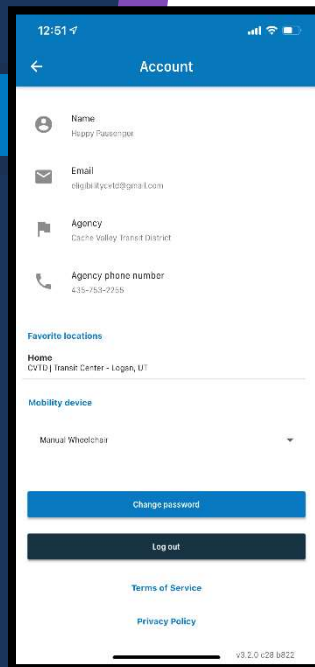 12:51
Account
Name
Happy Passenger
Email
eligibilitycvtd@gmail.com
Agency
Cache Valley Transit District
Agency phone number
435-753-2255
Favorite locations
Home
CVTD | Transit Center - Logan, UT
Mobility device
Manual Wheelchair
Change password
Log out
Terms of Service
Privacy Policy
v3.2.0 c28 b822